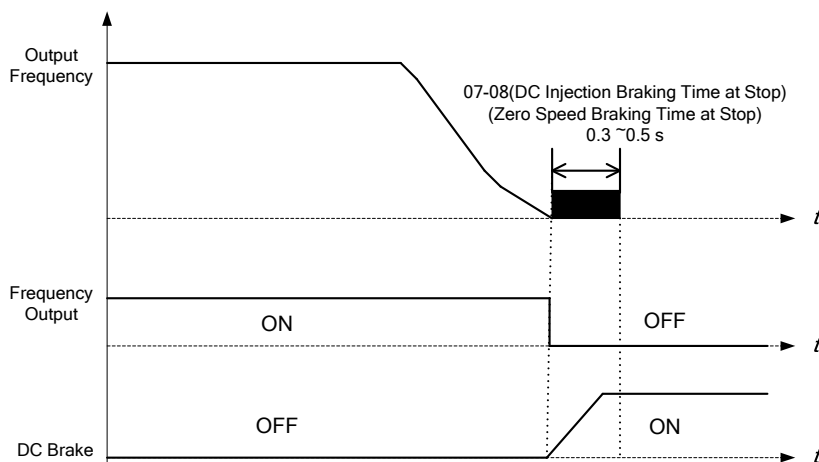 Output
Frequency
07-08(DC Injection Braking Time at Stop)
(Zero Speed Braking Time at Stop)
0.3 ~0.5 s
t
Frequency
Output
ON
OFF
t
OFF
ON
DC Brake
t